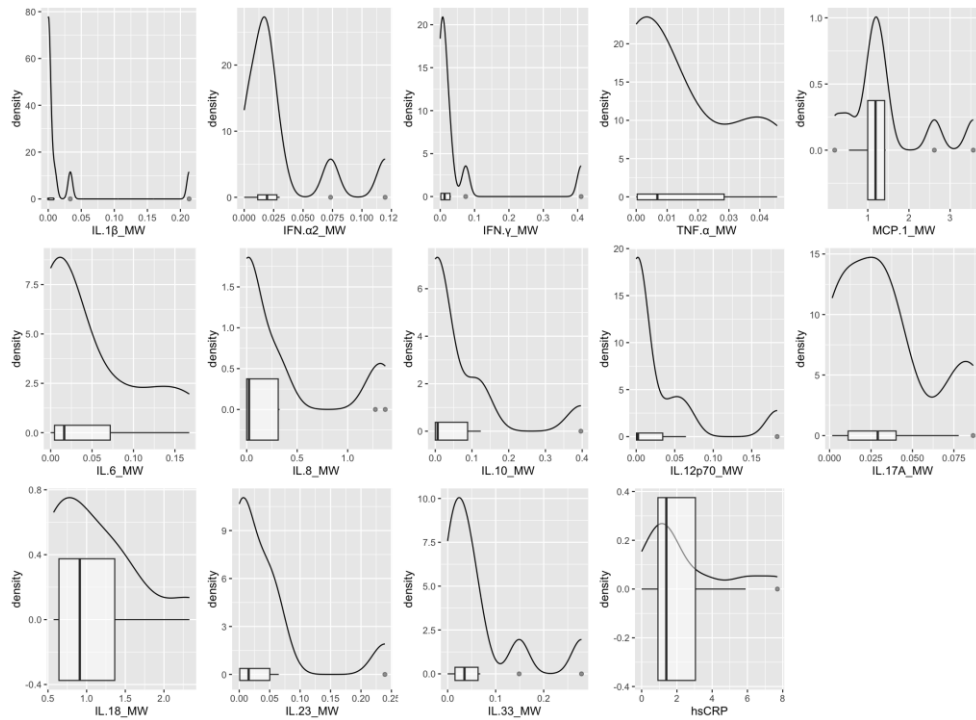 density
80
70
60
50
40
30
20
10
0
0.00 0.05 0.10 0.15 0.20
IL.1β_MW
density
20
10
0
0.000 0.025 0.050 0.075 0.100 0.12
IFN.α2_MW
density
20
15
10
5
0
0.0 0.1 0.2 0.3 0.4
IFN.γ_MW
density
20
15
10
5
0
0.00 0.02 0.04
TNF.α_MW
density
1.0
0.5
0.0
1 2 3
MCP.1_MW
density
7.5
5.0
2.5
0.0
0.00 0.05 0.10 0.15
IL.6_MW
density
1.5
1.0
0.5
0.0
0.0 0.5 1.0
IL.8_MW
density
6
4
2
0
0.0 0.1 0.2 0.3 0.4
IL.10_MW
density
20
15
10
5
0
0.00 0.05 0.10 0.15
IL.12p70_MW
density
15
10
5
0
0.000 0.025 0.050 0.075
IL.17A_MW
density
0.8
0.4
0.0
-0.4
0.5 1.0 1.5 2.0
IL.18_MW
density
9
6
3
0
0.00 0.05 0.10 0.15 0.20 0.25
IL.23_MW
density
10.0
7.5
5.0
2.5
0.0
0.0 0.1 0.2
IL.33_MW
density
0.4
0.2
0.0
-0.2
-0.4
0 2 4 6 8
hsCRP